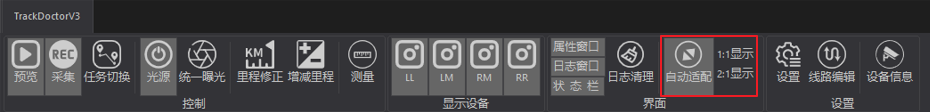 TrackDoctorV3
预览
REC
采集
任务切换
光源
统一曝光
KM
里程修正
增减里程
测量
控制
LL
LM
RM
RR
显示设备
属性窗口
日志窗口
状态栏
日志清理
自动适配
1:1显示
2:1显示
界面
设置
线路编辑
设备信息
设置